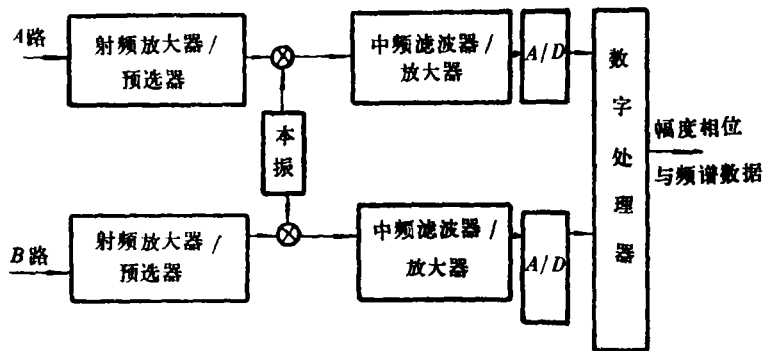 A路
射频放大器/
预选器
中频滤波器/
放大器
A/D
本
振
数
字
处
理
器
幅度相位
与频谱数据
B路
射频放大器/
预选器
中频滤波器/
放大器
A/D